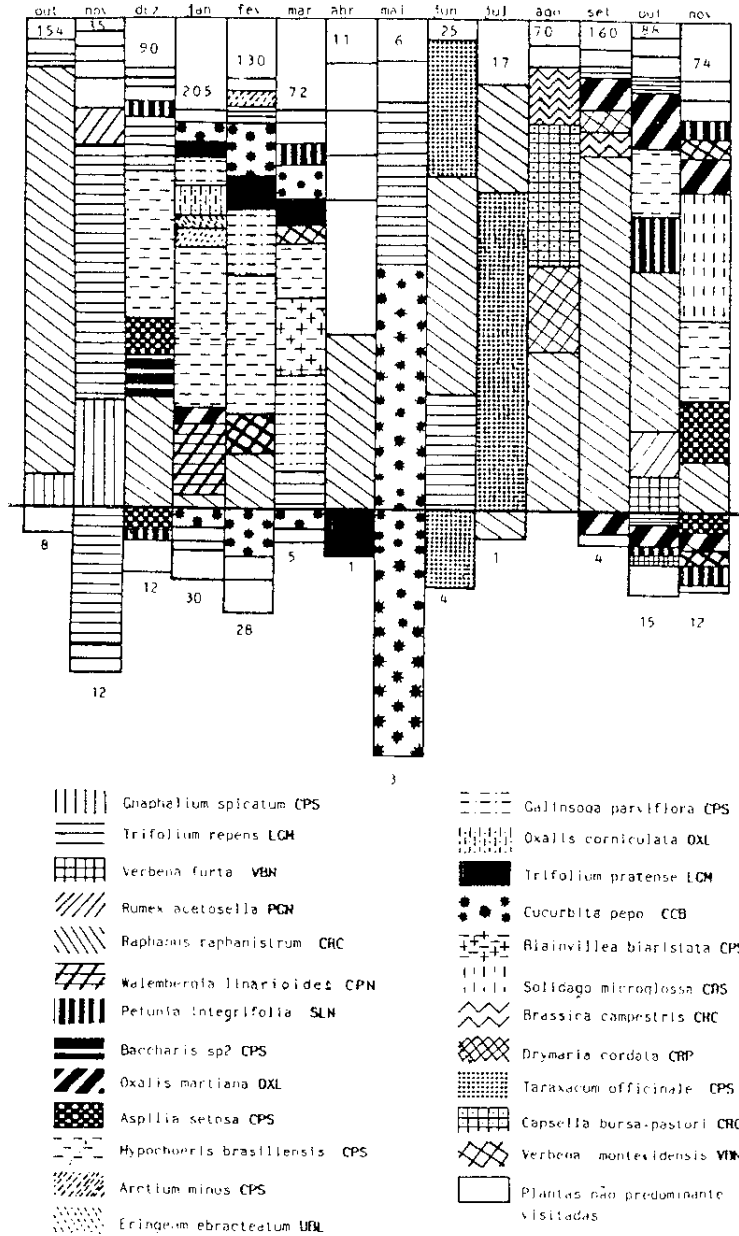 out nov dez jan fev mar abr mai jun jul ago set out nov
154 35 90 205 130 72 11 6 25 17 70 160 88 74
8 12 12 30 28 5 1 3 4 1 4 15 12
Gnaphalium spicatum CPS
Trifolium repens LGM
Verbena furta VBN
Rumex acetosella PGN
Raphanus raphanistrum CRC
Walembergia linarioides CPN
Petunia integrifolia SLN
Baccharis sp2 CPS
Oxalis martiana OXL
Aspilia setosa CPS
Hypochoeris brasiliensis CPS
Arctium minus CPS
Eringeum ebracteatum UBL
Galinsoga parviflora CPS
Oxalis corniculata OXL
Trifolium pratense LGM
Cucurbita pepo CCB
Blainvillea biaristata CPS
Solidago microglossa
Brassica campestris CRC
Drymaria cordata CRP
Taraxacum officinale CPS
Capsella bursa-pastori CRC
Verbena montevidensis VBN
Plantas não predominante
visitadas